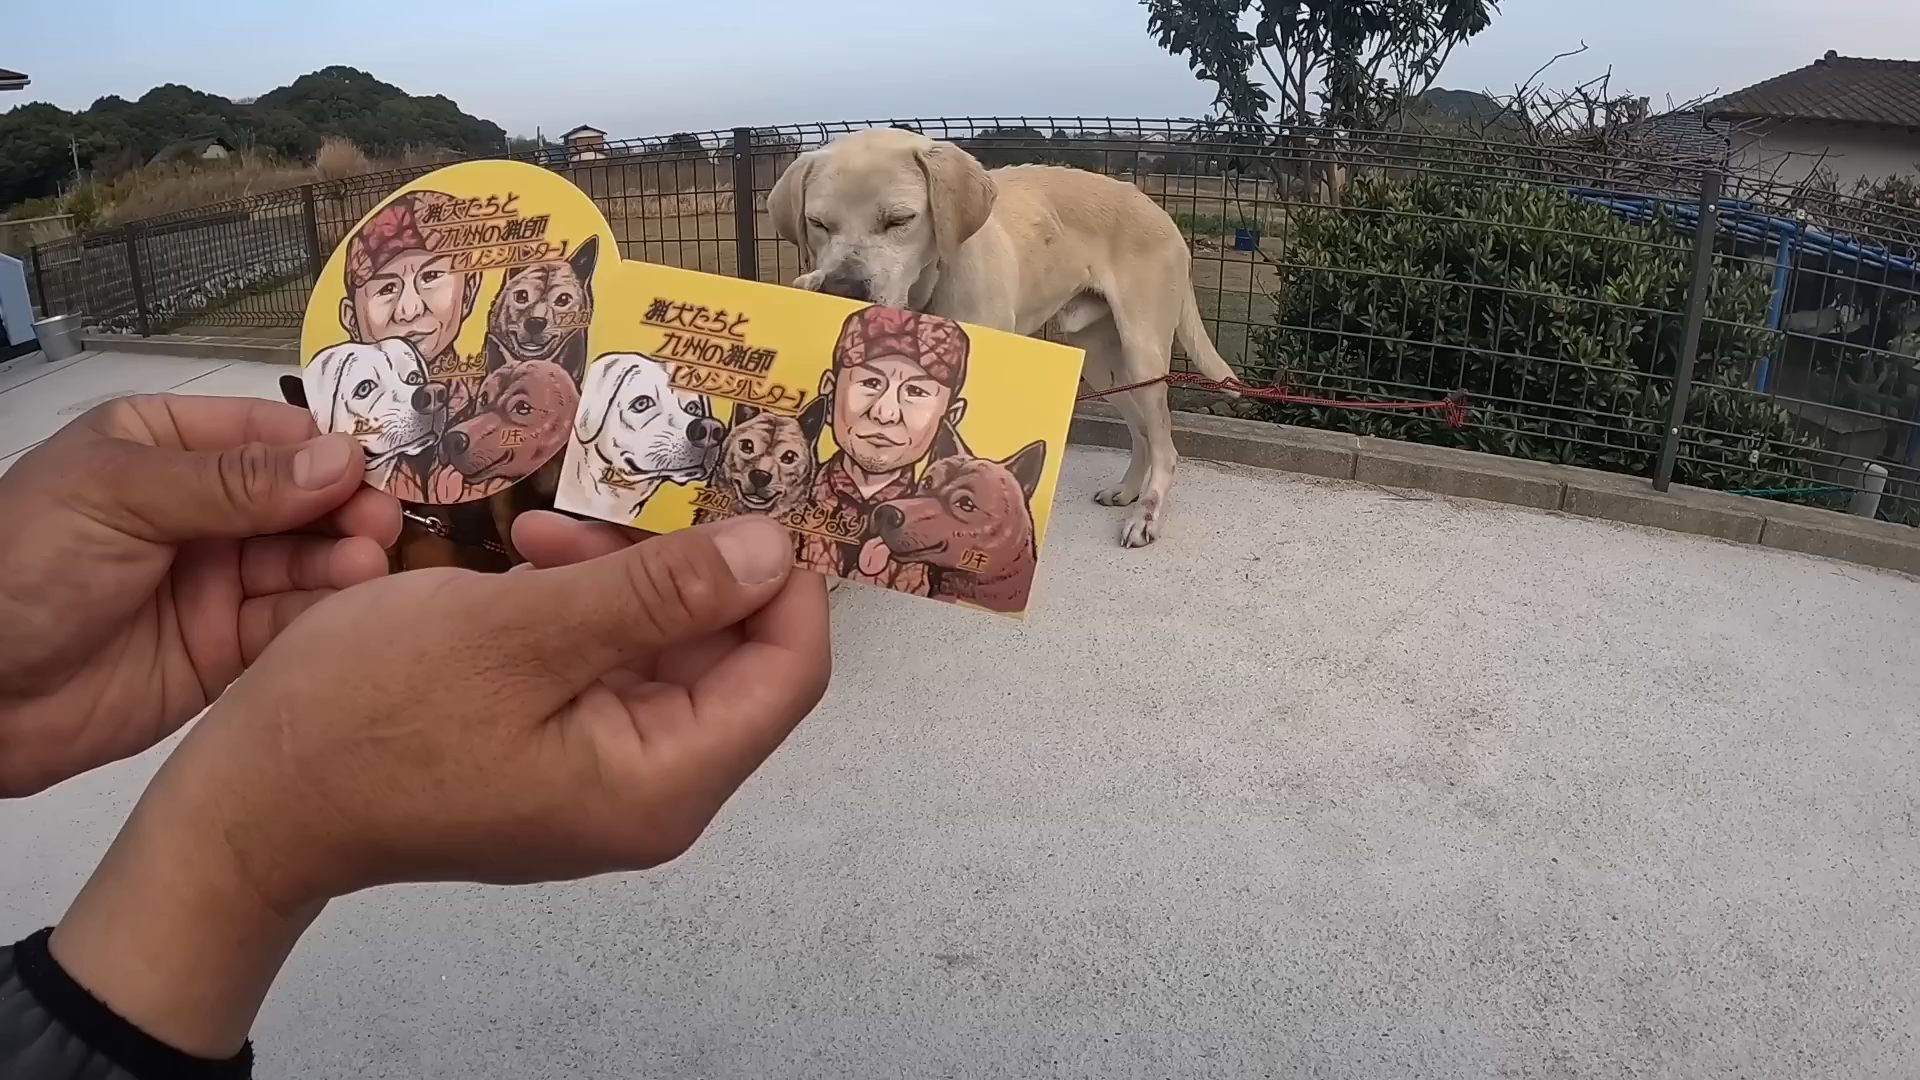 猟犬たちと
九州の猟師
【イノシシハンター】
アスカ
よりより
カン
リキ
猟犬たちと
九州の猟師
【イノシシハンター】
カン
アスカ
よりより
リキ